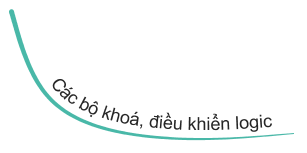 Các bộ khoá, điều khiển logic